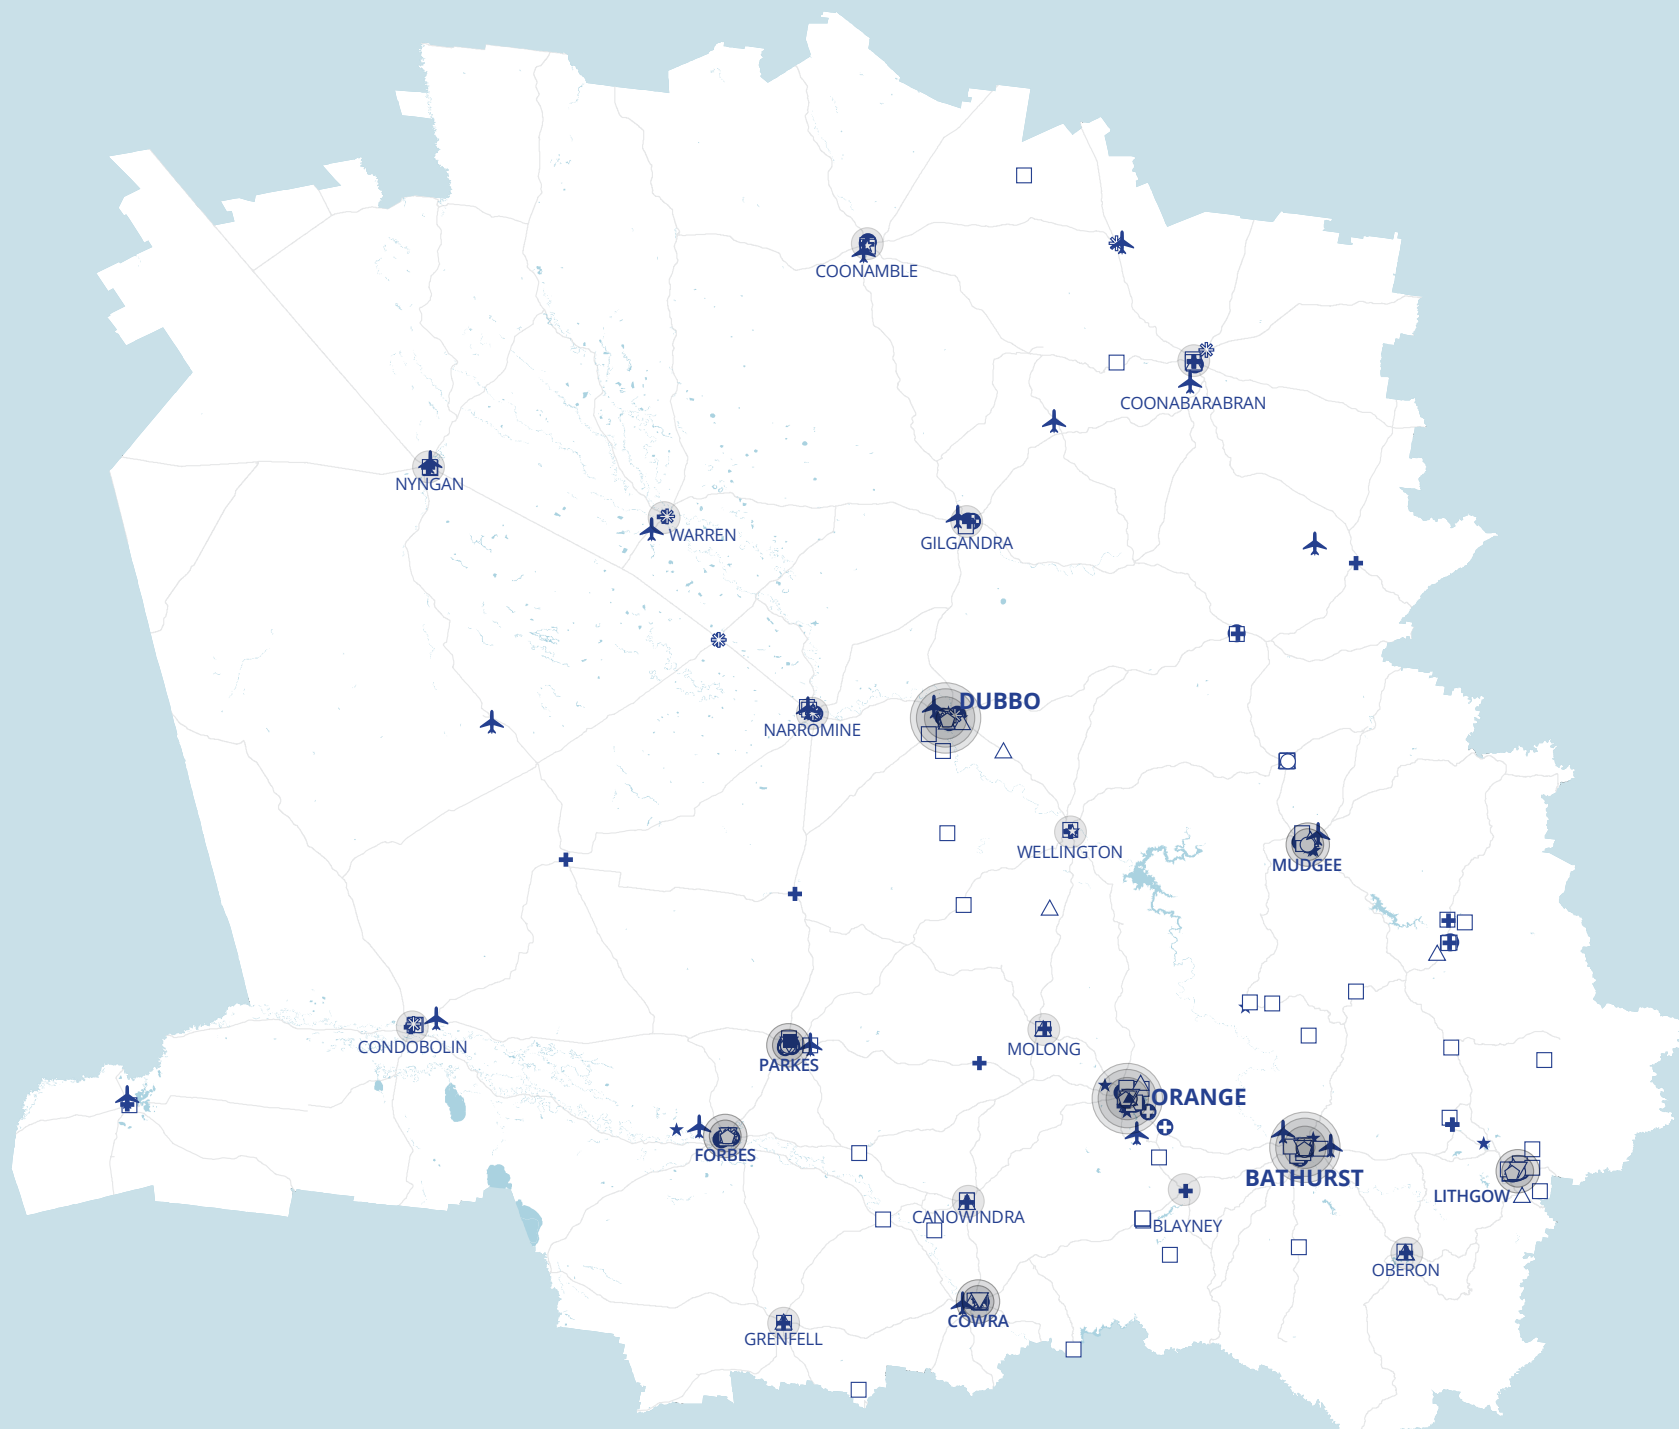 COONAMBLE
COONABARABRAN
NYNGAN
WARREN
GILGANDRA
DUBBO
NARROMINE
WELLINGTON
MUDGEE
CONDOBOLIN
MOLONG
PARKES
ORANGE
FORBES
BATHURST
LITHGOW
CANOWINDRA
BLAYNEY
OBERON
COWRA
GRENFELL